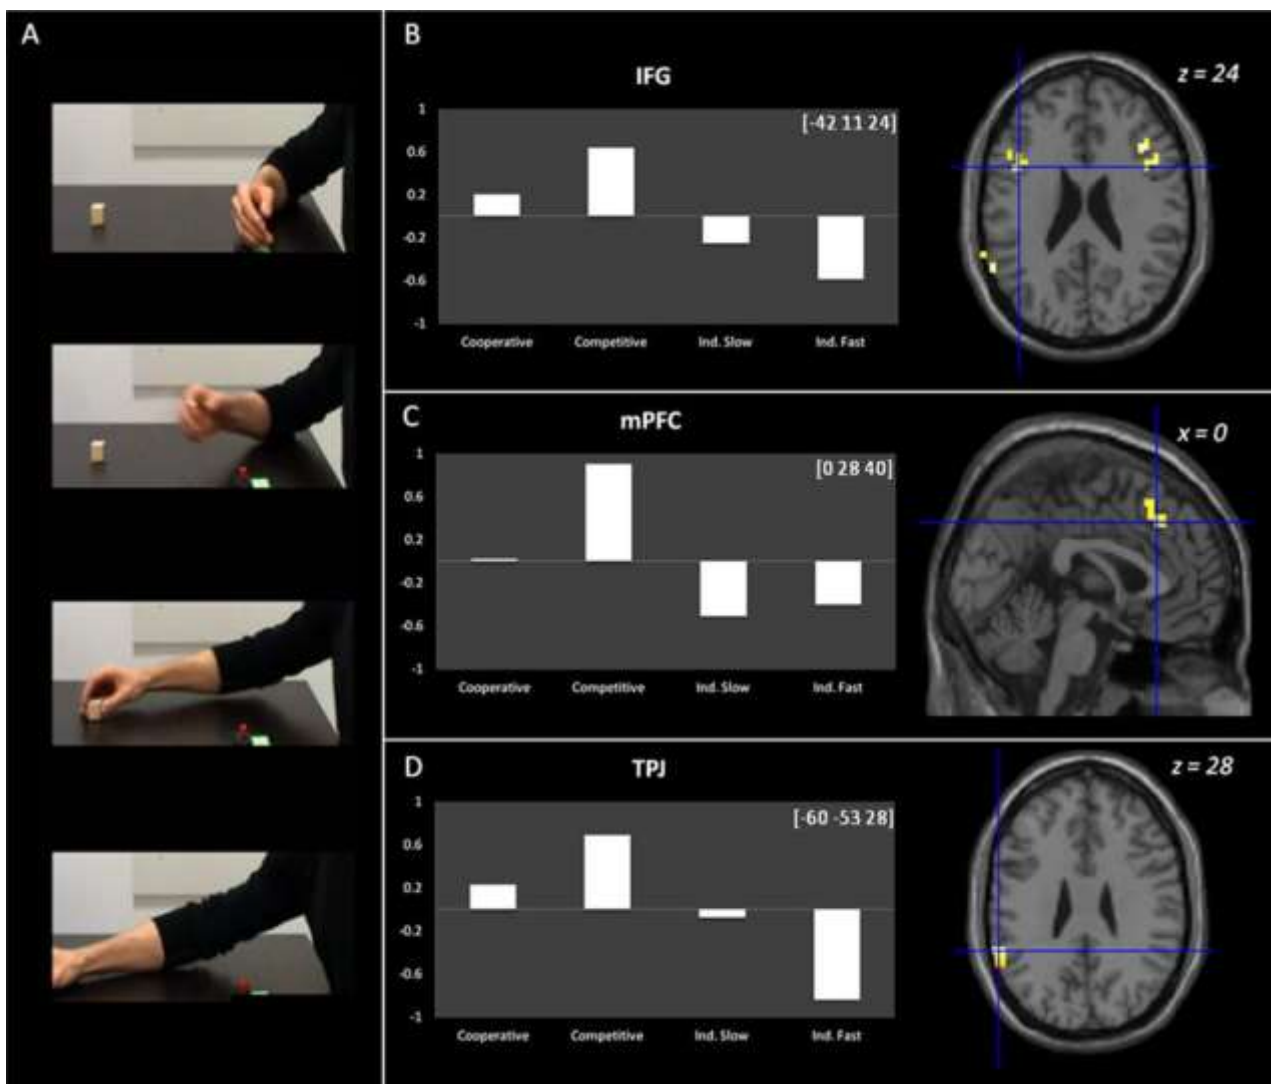 A
B
IFG
z = 24
[-42 11 24]
1
0.6
0.2
-0.2
-0.6
-1
Cooperative Competitive Ind. Slow Ind. Fast
C
mPFC
x = 0
[0 28 40]
1
0.6
0.2
-0.2
-0.6
-1
Cooperative Competitive Ind. Slow Ind. Fast
D
TPJ
z = 28
[-60 -53 28]
1
0.6
0.2
-0.2
-0.6
-1
Cooperative Competitive Ind. Slow Ind. Fast